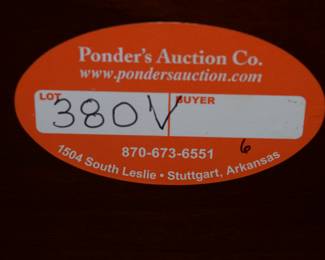 Ponder's Auction Co.
www.pondersauction.com
LOT BUYER
380V
870-673-6551
6
1504 South Leslie • Stuttgart, Arkansas